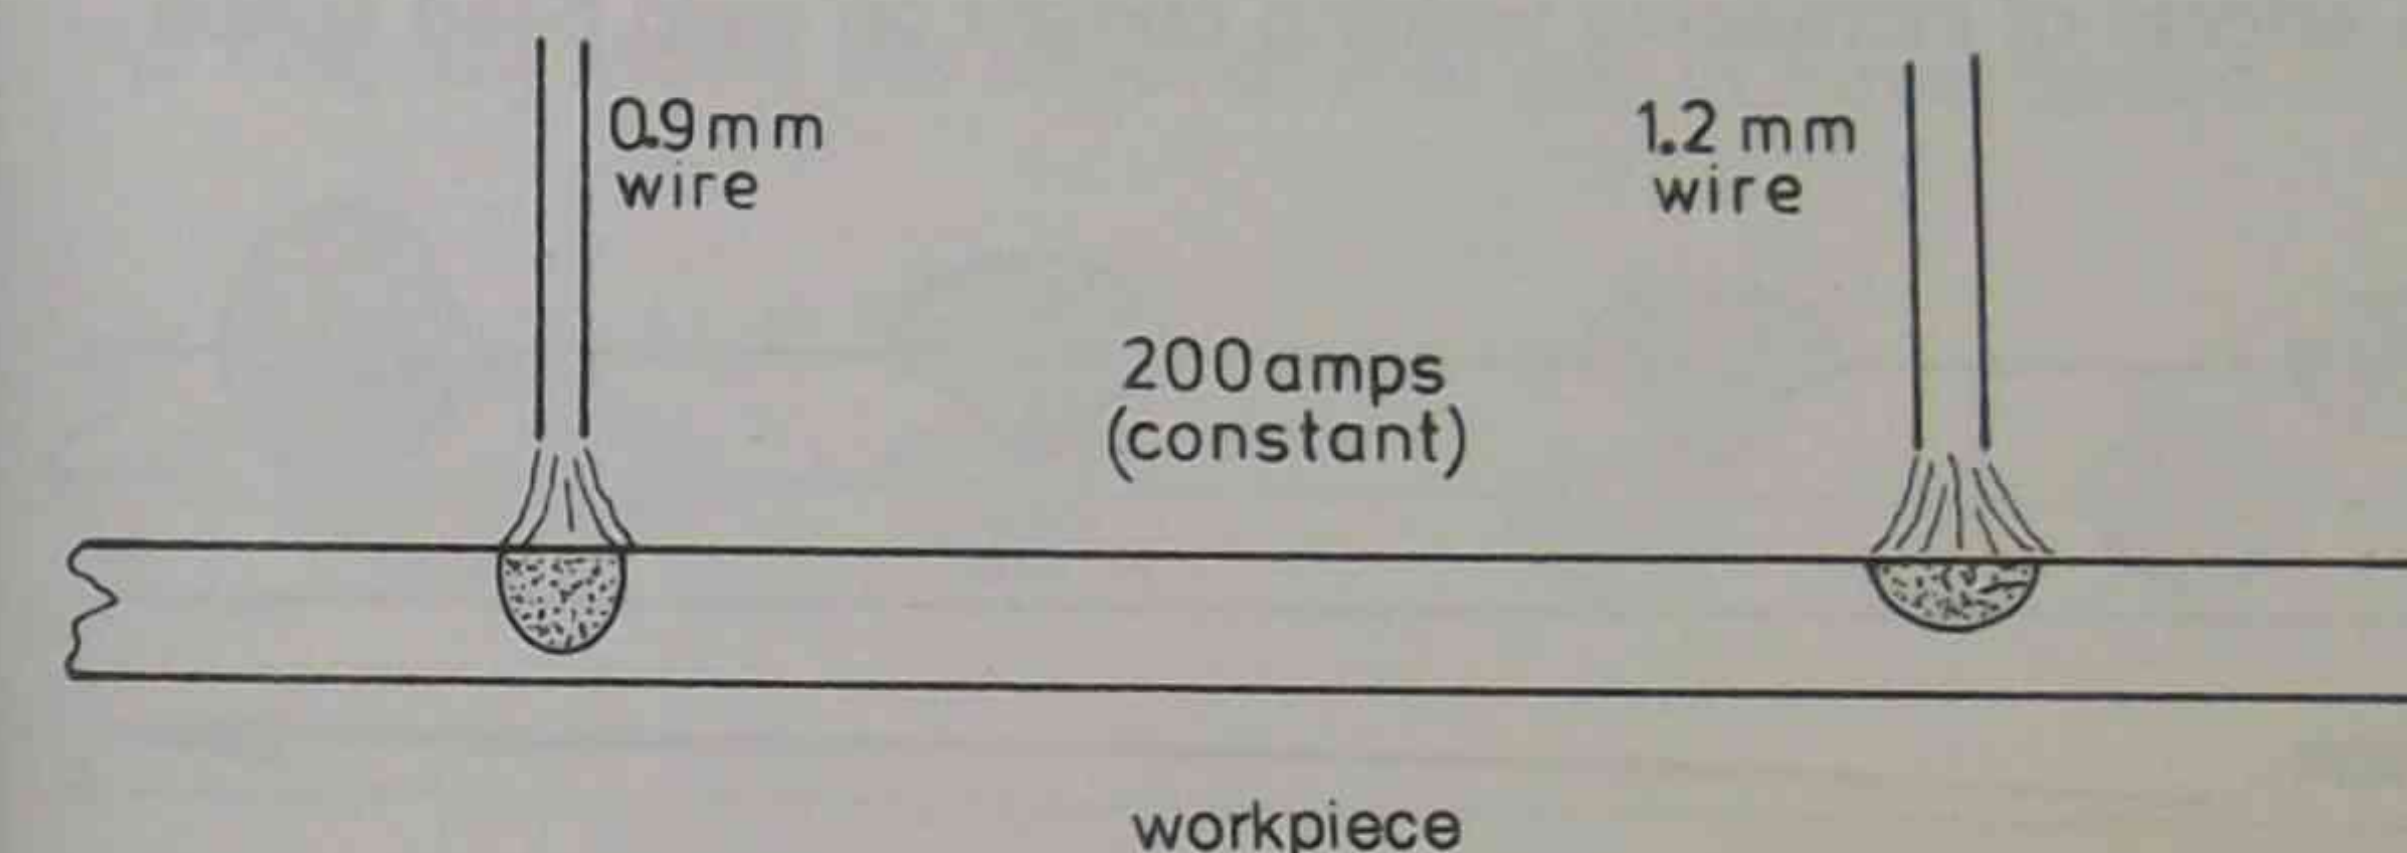 0.9mm
wire
1.2 mm
wire
200amps
(constant)
workpiece